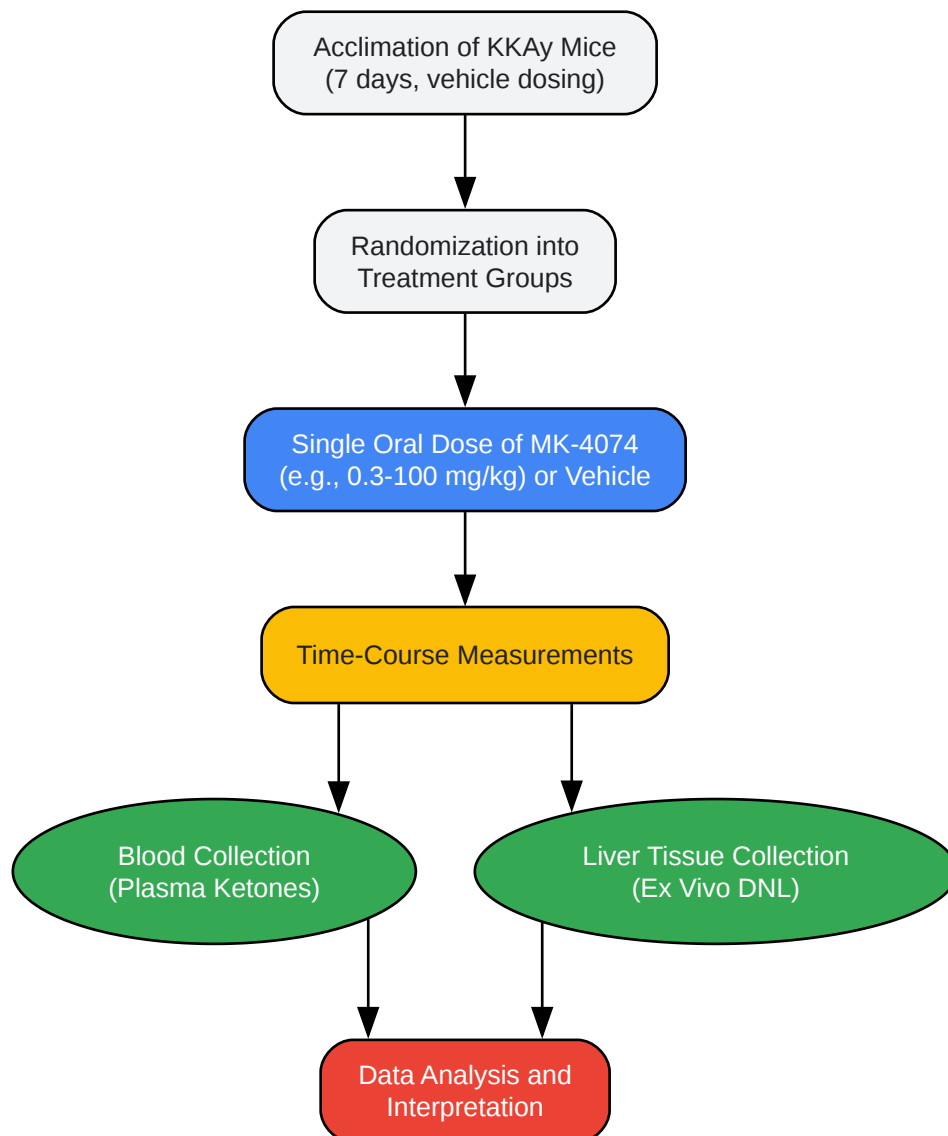 Acclimation of KKAy Mice
(7 days, vehicle dosing)
Randomization into
Treatment Groups
Single Oral Dose of MK-4074
(e.g., 0.3-100 mg/kg) or Vehicle
Time-Course Measurements
Blood Collection
(Plasma Ketones)
Liver Tissue Collection
(Ex Vivo DNL)
Data Analysis and
Interpretation